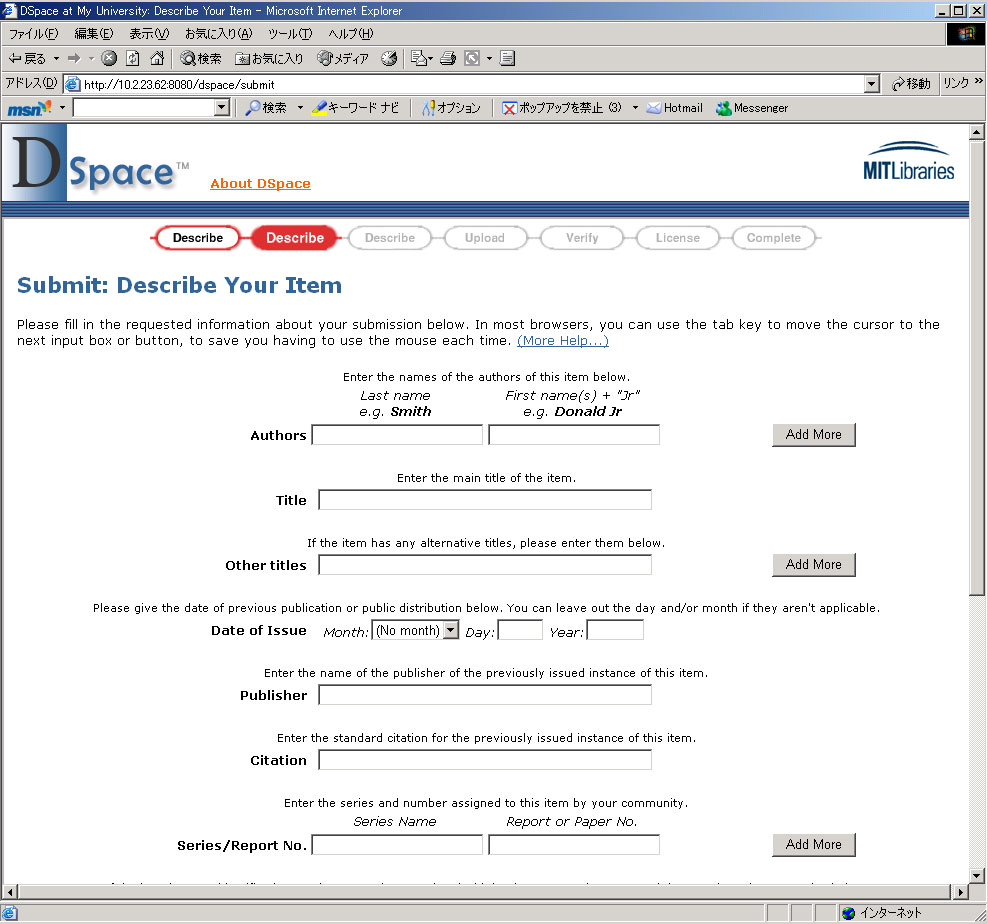 DSpace at My University: Describe Your Item - Microsoft Internet Explorer
ファイル(F) 編集(E) 表示(V) お気に入り(A) ツール(T) ヘルプ(H)
戻る 検索 お気に入り メディア
アドレス(D) http://10.2.23.62:8080/dspace/submit 移動 リンク »
msn 検索 キーワード ナビ オプション ポップアップを禁止 (3) Hotmail Messenger
DSpace™ About DSpace MITLibraries
Describe Describe Describe Upload Verify License Complete
Submit: Describe Your Item
Please fill in the requested information about your submission below. In most browsers, you can use the tab key to move the cursor to the
next input box or button, to save you having to use the mouse each time. (More Help...)
Enter the names of the authors of this item below.
Last name First name(s) + "Jr"
e.g. Smith e.g. Donald Jr
Authors Add More
Enter the main title of the item.
Title
If the item has any alternative titles, please enter them below.
Other titles Add More
Please give the date of previous publication or public distribution below. You can leave out the day and/or month if they aren't applicable.
Date of Issue Month: (No month) Day: Year:
Enter the name of the publisher of the previously issued instance of this item.
Publisher
Enter the standard citation for the previously issued instance of this item.
Citation
Enter the series and number assigned to this item by your community.
Series Name Report or Paper No.
Series/Report No. Add More
インターネット